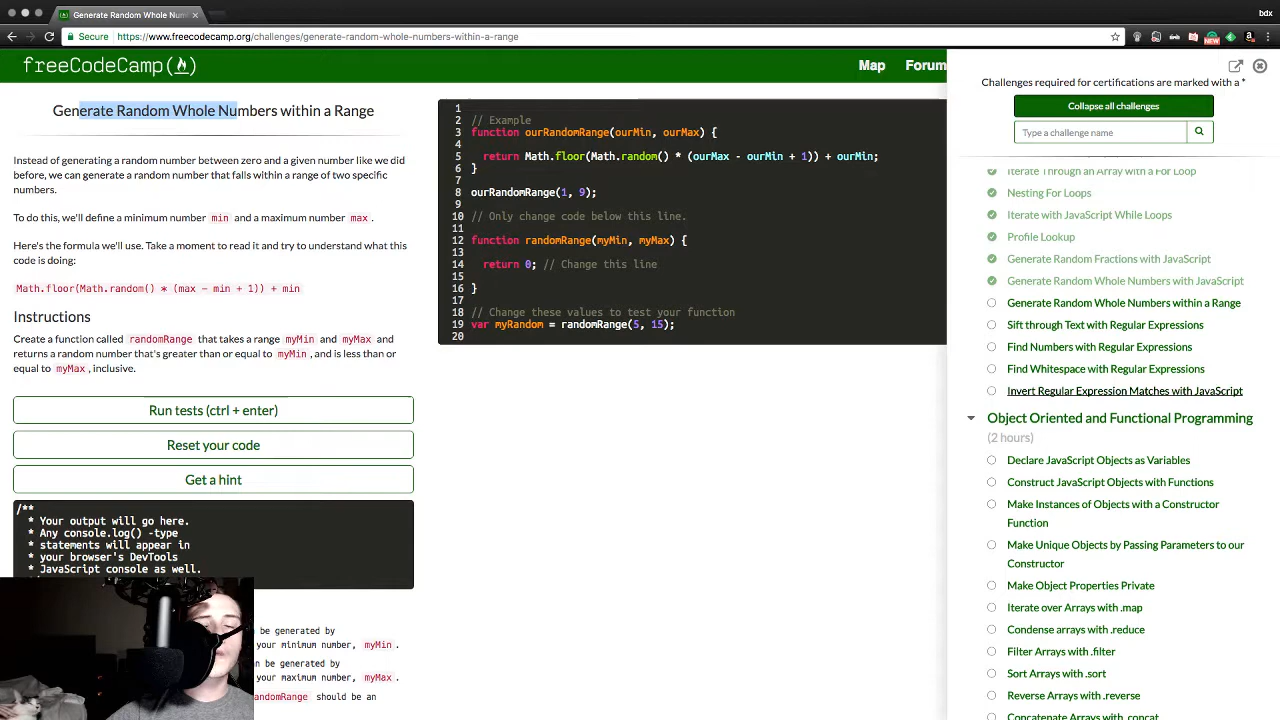 Generate Random Whole Num
bdx
Secure
https://www.freecodecamp.org/challenges/generate-random-whole-numbers-within-a-range
NEW
freeCodeCamp
Map
Forum
Generate Random Whole Numbers within a Range
Instead of generating a random number between zero and a given number like we did
before, we can generate a random number that falls within a range of two specific
numbers.
To do this, we'll define a minimum number min and a maximum number max .
Here's the formula we'll use. Take a moment to read it and try to understand what this
code is doing:
Math.floor(Math.random() * (max - min + 1)) + min
Instructions
Create a function called randomRange that takes a range myMin and myMax and
returns a random number that's greater than or equal to myMin , and is less than or
equal to myMax , inclusive.
Run tests (ctrl + enter)
Reset your code
Get a hint
/**
* Your output will go here.
* Any console.log() -type
* statements will appear in
* your browser's DevTools
* JavaScript console as well.
be generated by
your minimum number, myMin .
can be generated by
your maximum number, myMax .
andomRange should be an
1
2 // Example
3 function ourRandomRange(ourMin, ourMax) {
4
5 return Math.floor(Math.random() * (ourMax - ourMin + 1)) + ourMin;
6 }
7
8 ourRandomRange(1, 9);
9
10 // Only change code below this line.
11
12 function randomRange(myMin, myMax) {
13
14 return 0; // Change this line
15
16 }
17
18 // Change these values to test your function
19 var myRandom = randomRange(5, 15);
20
Challenges required for certifications are marked with a *
Collapse all challenges
Type a challenge name
Iterate Through an Array with a For Loop
Nesting For Loops
Iterate with JavaScript While Loops
Profile Lookup
Generate Random Fractions with JavaScript
Generate Random Whole Numbers with JavaScript
Generate Random Whole Numbers within a Range
Sift through Text with Regular Expressions
Find Numbers with Regular Expressions
Find Whitespace with Regular Expressions
Invert Regular Expression Matches with JavaScript
Object Oriented and Functional Programming
(2 hours)
Declare JavaScript Objects as Variables
Construct JavaScript Objects with Functions
Make Instances of Objects with a Constructor
Function
Make Unique Objects by Passing Parameters to our
Constructor
Make Object Properties Private
Iterate over Arrays with .map
Condense arrays with .reduce
Filter Arrays with .filter
Sort Arrays with .sort
Reverse Arrays with .reverse
Concatenate Arrays with .concat